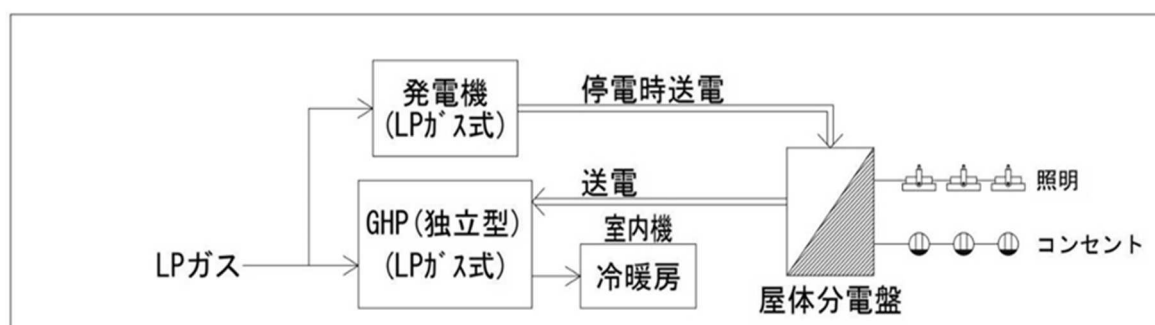 発電機
(LPガス式)
停電時送電
送電
GHP(独立型)
(LPガス式)
LPガス
室内機
冷暖房
照明
コンセント
屋体分電盤